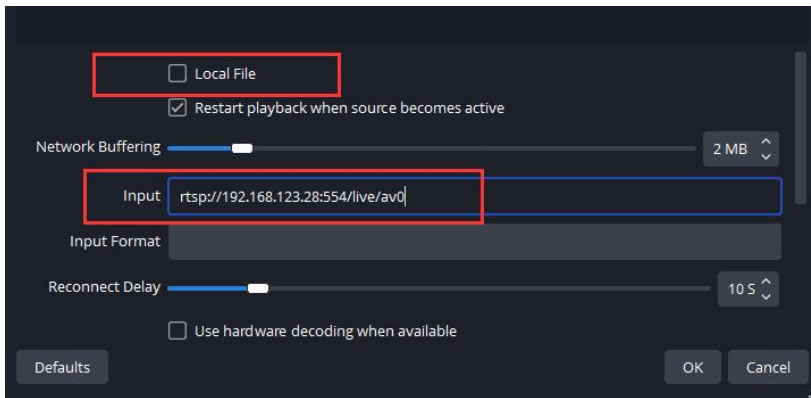 Local File
Restart playback when source becomes active
Network Buffering 2 MB
Input rtsp://192.168.123.28:554/live/av0
Input Format
Reconnect Delay 10 S
Use hardware decoding when available
Defaults OK Cancel